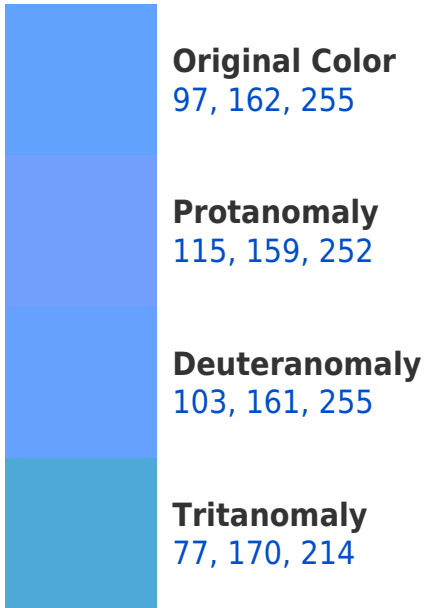 Original Color
97, 162, 255
Protanomaly
115, 159, 252
Deuteranomaly
103, 161, 255
Tritanomaly
77, 170, 214